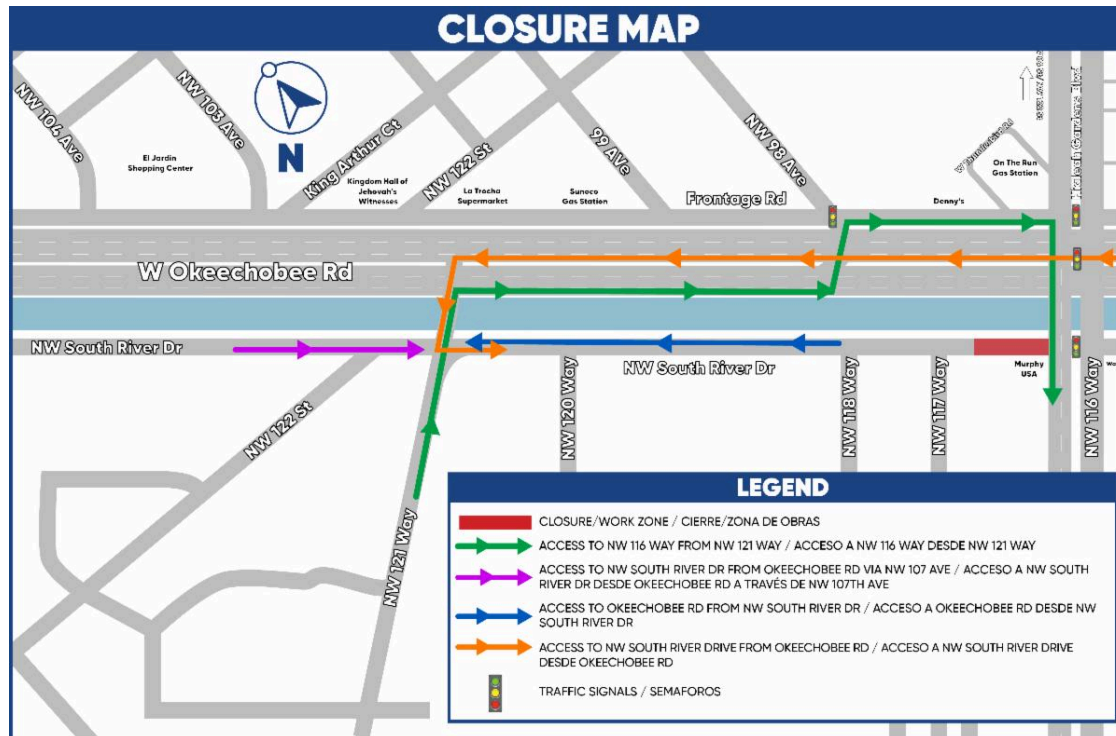 CLOSURE MAP
NW 104 Ave
NW 103 Ave
El Jardin
Shopping Center
N
King Arthur Ct
Kingdom Hall of
Jehovah's
Witnesses
NW 122 St
La Trocha
Supermarket
99 AVe
Sunoco
Gas Station
NW 98 Ave
Frontage Rd
Denny's
On The Run
Gas Station
Hialeah Gardens Blvd
W Okeechobee Rd
NW South River Dr
NW South River Dr
Murphy
USA
NW 122 St
NW 121 Way
NW 120 Way
NW 118 Way
NW 117 Way
NW 116 Way
LEGEND
CLOSURE/WORK ZONE / CIERRE/ZONA DE OBRAS
ACCESS TO NW 116 WAY FROM NW 121 WAY / ACCESO A NW 116 WAY DESDE NW 121 WAY
ACCESS TO NW SOUTH RIVER DR FROM OKEECHOBEE RD VIA NW 107 AVE / ACCESO A NW SOUTH
RIVER DR DESDE OKEECHOBEE RD A TRAVÉS DE NW 107TH AVE
ACCESS TO OKEECHOBEE RD FROM NW SOUTH RIVER DR / ACCESO A OKEECHOBEE RD DESDE NW
SOUTH RIVER DR
ACCESS TO NW SOUTH RIVER DRIVE FROM OKEECHOBEE RD / ACCESO A NW SOUTH RIVER DRIVE
DESDE OKEECHOBEE RD
TRAFFIC SIGNALS / SEMAFOROS